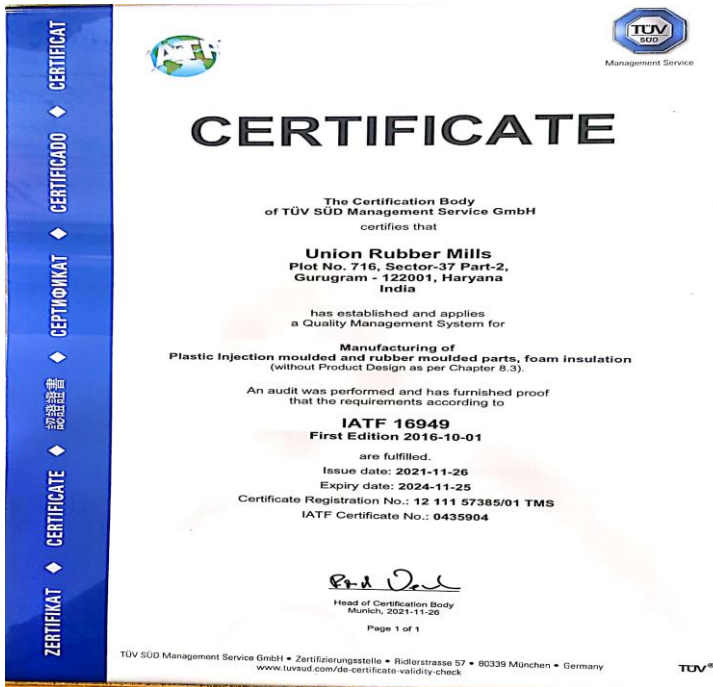 IATF
TÜV
SÜD
Management Service
ZERTIFIKAT ◆ CERTIFICATE ◆ 認證證書 ◆ СЕРТИФИКАТ ◆ CERTIFICADO ◆ CERTIFICAT
CERTIFICATE
The Certification Body
of TÜV SÜD Management Service GmbH
certifies that
Union Rubber Mills
Plot No. 716, Sector-37 Part-2,
Gurugram - 122001, Haryana
India
has established and applies
a Quality Management System for
Manufacturing of
Plastic Injection moulded and rubber moulded parts, foam insulation
(without Product Design as per Chapter 8.3).
An audit was performed and has furnished proof
that the requirements according to
IATF 16949
First Edition 2016-10-01
are fulfilled.
Issue date: 2021-11-26
Expiry date: 2024-11-25
Certificate Registration No.: 12 111 57385/01 TMS
IATF Certificate No.: 0435904
Head of Certification Body
Munich, 2021-11-26
Page 1 of 1
TÜV SÜD Management Service GmbH • Zertifizierungsstelle • Ridlerstrasse 57 • 80339 München • Germany
www.tuvsud.com/de-certificate-validity-check
TÜV®